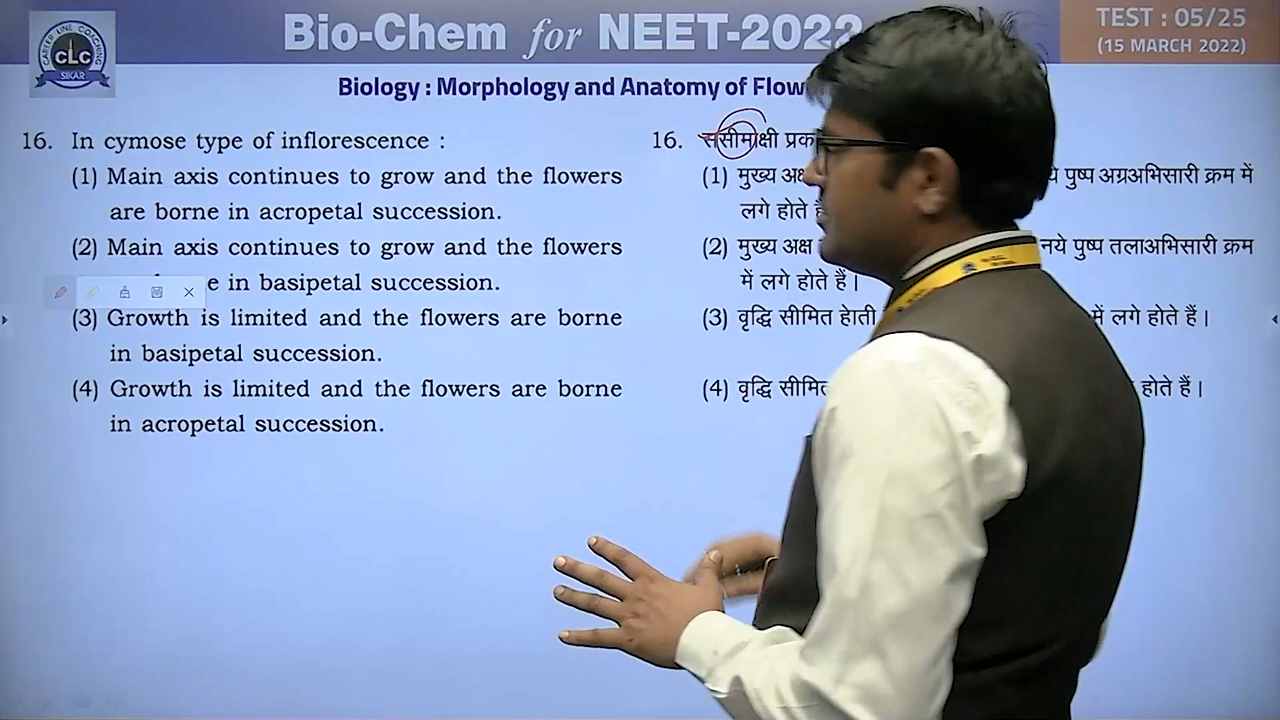 Bio-Chem for NEET-2022
TEST : 05/25
(15 MARCH 2022)
CAREER LINE COACHING
CLC
SIKAR
Biology : Morphology and Anatomy of
16. In cymose type of inflorescence :
(1) Main axis continues to grow and the flowers
are borne in acropetal succession.
(2) Main axis continues to grow and the flowers
in basipetal succession.
(3) Growth is limited and the flowers are borne
in basipetal succession.
(4) Growth is limited and the flowers are borne
in acropetal succession.
16. ससीमाक्षी
(1) मुख्य पुष्प अग्रअभिसारी क्रम में
लगे होते
(2) मुख्य अक्ष नये पुष्प तलाअभिसारी क्रम
में लगे होते हैं।
(3) वृद्धि सीमित हेाती में लगे होते हैं।
(4) वृद्धि सीमित होते हैं।